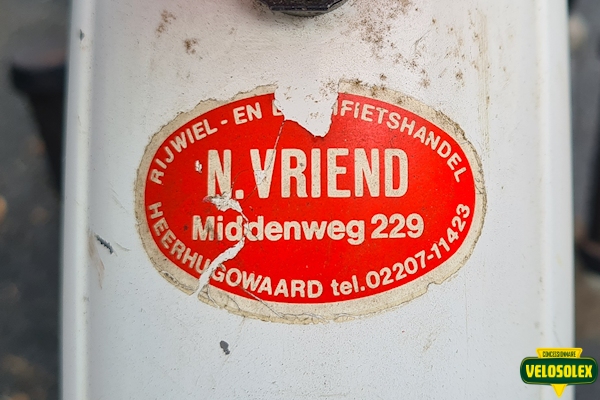 RIJWIEL-EN FIETSHANDEL
N.VRIEND
Middenweg 229
HEERHUGOWAARD tel.02207-11423
CONCESSIONNAIRE
VELOSOLEX